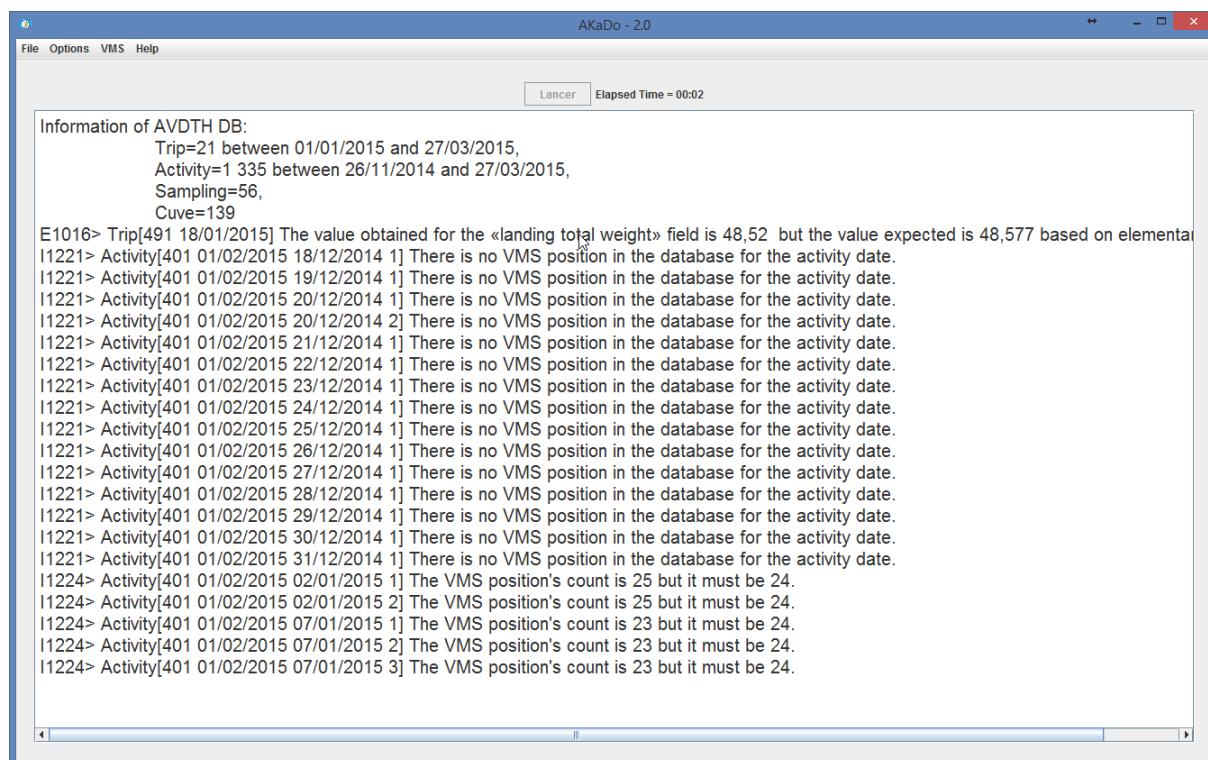 AKaDo - 2.0
File Options VMS Help
Lancer Elapsed Time = 00:02
Information of AVDTH DB:
Trip=21 between 01/01/2015 and 27/03/2015,
Activity=1 335 between 26/11/2014 and 27/03/2015,
Sampling=56,
Cuve=139
E1016> Trip[491 18/01/2015] The value obtained for the «landing total weight» field is 48,52 but the value expected is 48,577 based on elementar
I1221> Activity[401 01/02/2015 18/12/2014 1] There is no VMS position in the database for the activity date.
I1221> Activity[401 01/02/2015 19/12/2014 1] There is no VMS position in the database for the activity date.
I1221> Activity[401 01/02/2015 20/12/2014 1] There is no VMS position in the database for the activity date.
I1221> Activity[401 01/02/2015 20/12/2014 2] There is no VMS position in the database for the activity date.
I1221> Activity[401 01/02/2015 21/12/2014 1] There is no VMS position in the database for the activity date.
I1221> Activity[401 01/02/2015 22/12/2014 1] There is no VMS position in the database for the activity date.
I1221> Activity[401 01/02/2015 23/12/2014 1] There is no VMS position in the database for the activity date.
I1221> Activity[401 01/02/2015 24/12/2014 1] There is no VMS position in the database for the activity date.
I1221> Activity[401 01/02/2015 25/12/2014 1] There is no VMS position in the database for the activity date.
I1221> Activity[401 01/02/2015 26/12/2014 1] There is no VMS position in the database for the activity date.
I1221> Activity[401 01/02/2015 27/12/2014 1] There is no VMS position in the database for the activity date.
I1221> Activity[401 01/02/2015 28/12/2014 1] There is no VMS position in the database for the activity date.
I1221> Activity[401 01/02/2015 29/12/2014 1] There is no VMS position in the database for the activity date.
I1221> Activity[401 01/02/2015 30/12/2014 1] There is no VMS position in the database for the activity date.
I1221> Activity[401 01/02/2015 31/12/2014 1] There is no VMS position in the database for the activity date.
I1224> Activity[401 01/02/2015 02/01/2015 1] The VMS position's count is 25 but it must be 24.
I1224> Activity[401 01/02/2015 02/01/2015 2] The VMS position's count is 25 but it must be 24.
I1224> Activity[401 01/02/2015 07/01/2015 1] The VMS position's count is 23 but it must be 24.
I1224> Activity[401 01/02/2015 07/01/2015 2] The VMS position's count is 23 but it must be 24.
I1224> Activity[401 01/02/2015 07/01/2015 3] The VMS position's count is 23 but it must be 24.